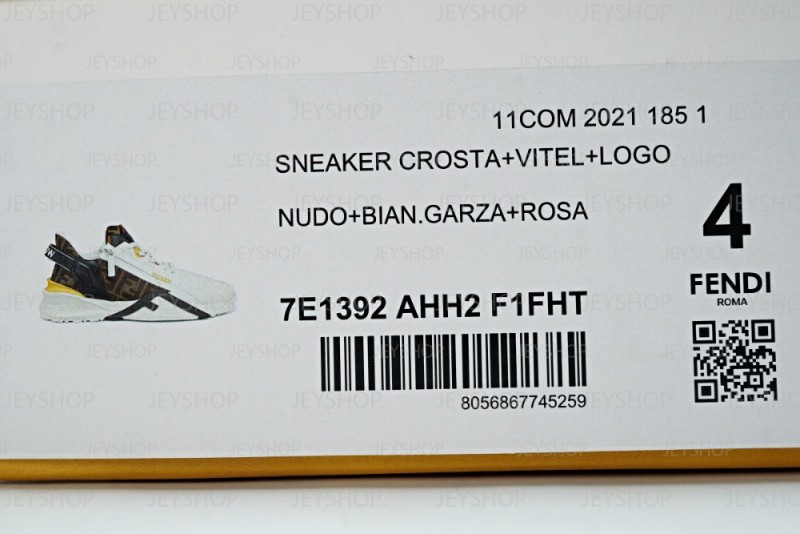 11COM 2021 185 1
SNEAKER CROSTA+VITEL+LOGO
NUDO+BIAN.GARZA+ROSA
4
FENDI
ROMA
7E1392 AHH2 F1FHT
8056867745259
JEYSHOP